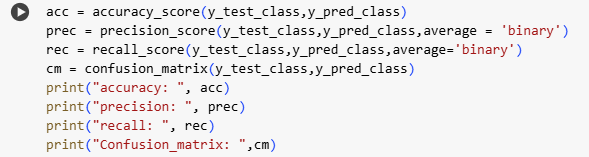 acc = accuracy_score(y_test_class,y_pred_class)
prec = precision_score(y_test_class,y_pred_class,average = 'binary')
rec = recall_score(y_test_class,y_pred_class,average='binary')
cm = confusion_matrix(y_test_class,y_pred_class)
print("accuracy: ", acc)
print("precision: ", prec)
print("recall: ", rec)
print("Confusion_matrix: ",cm)